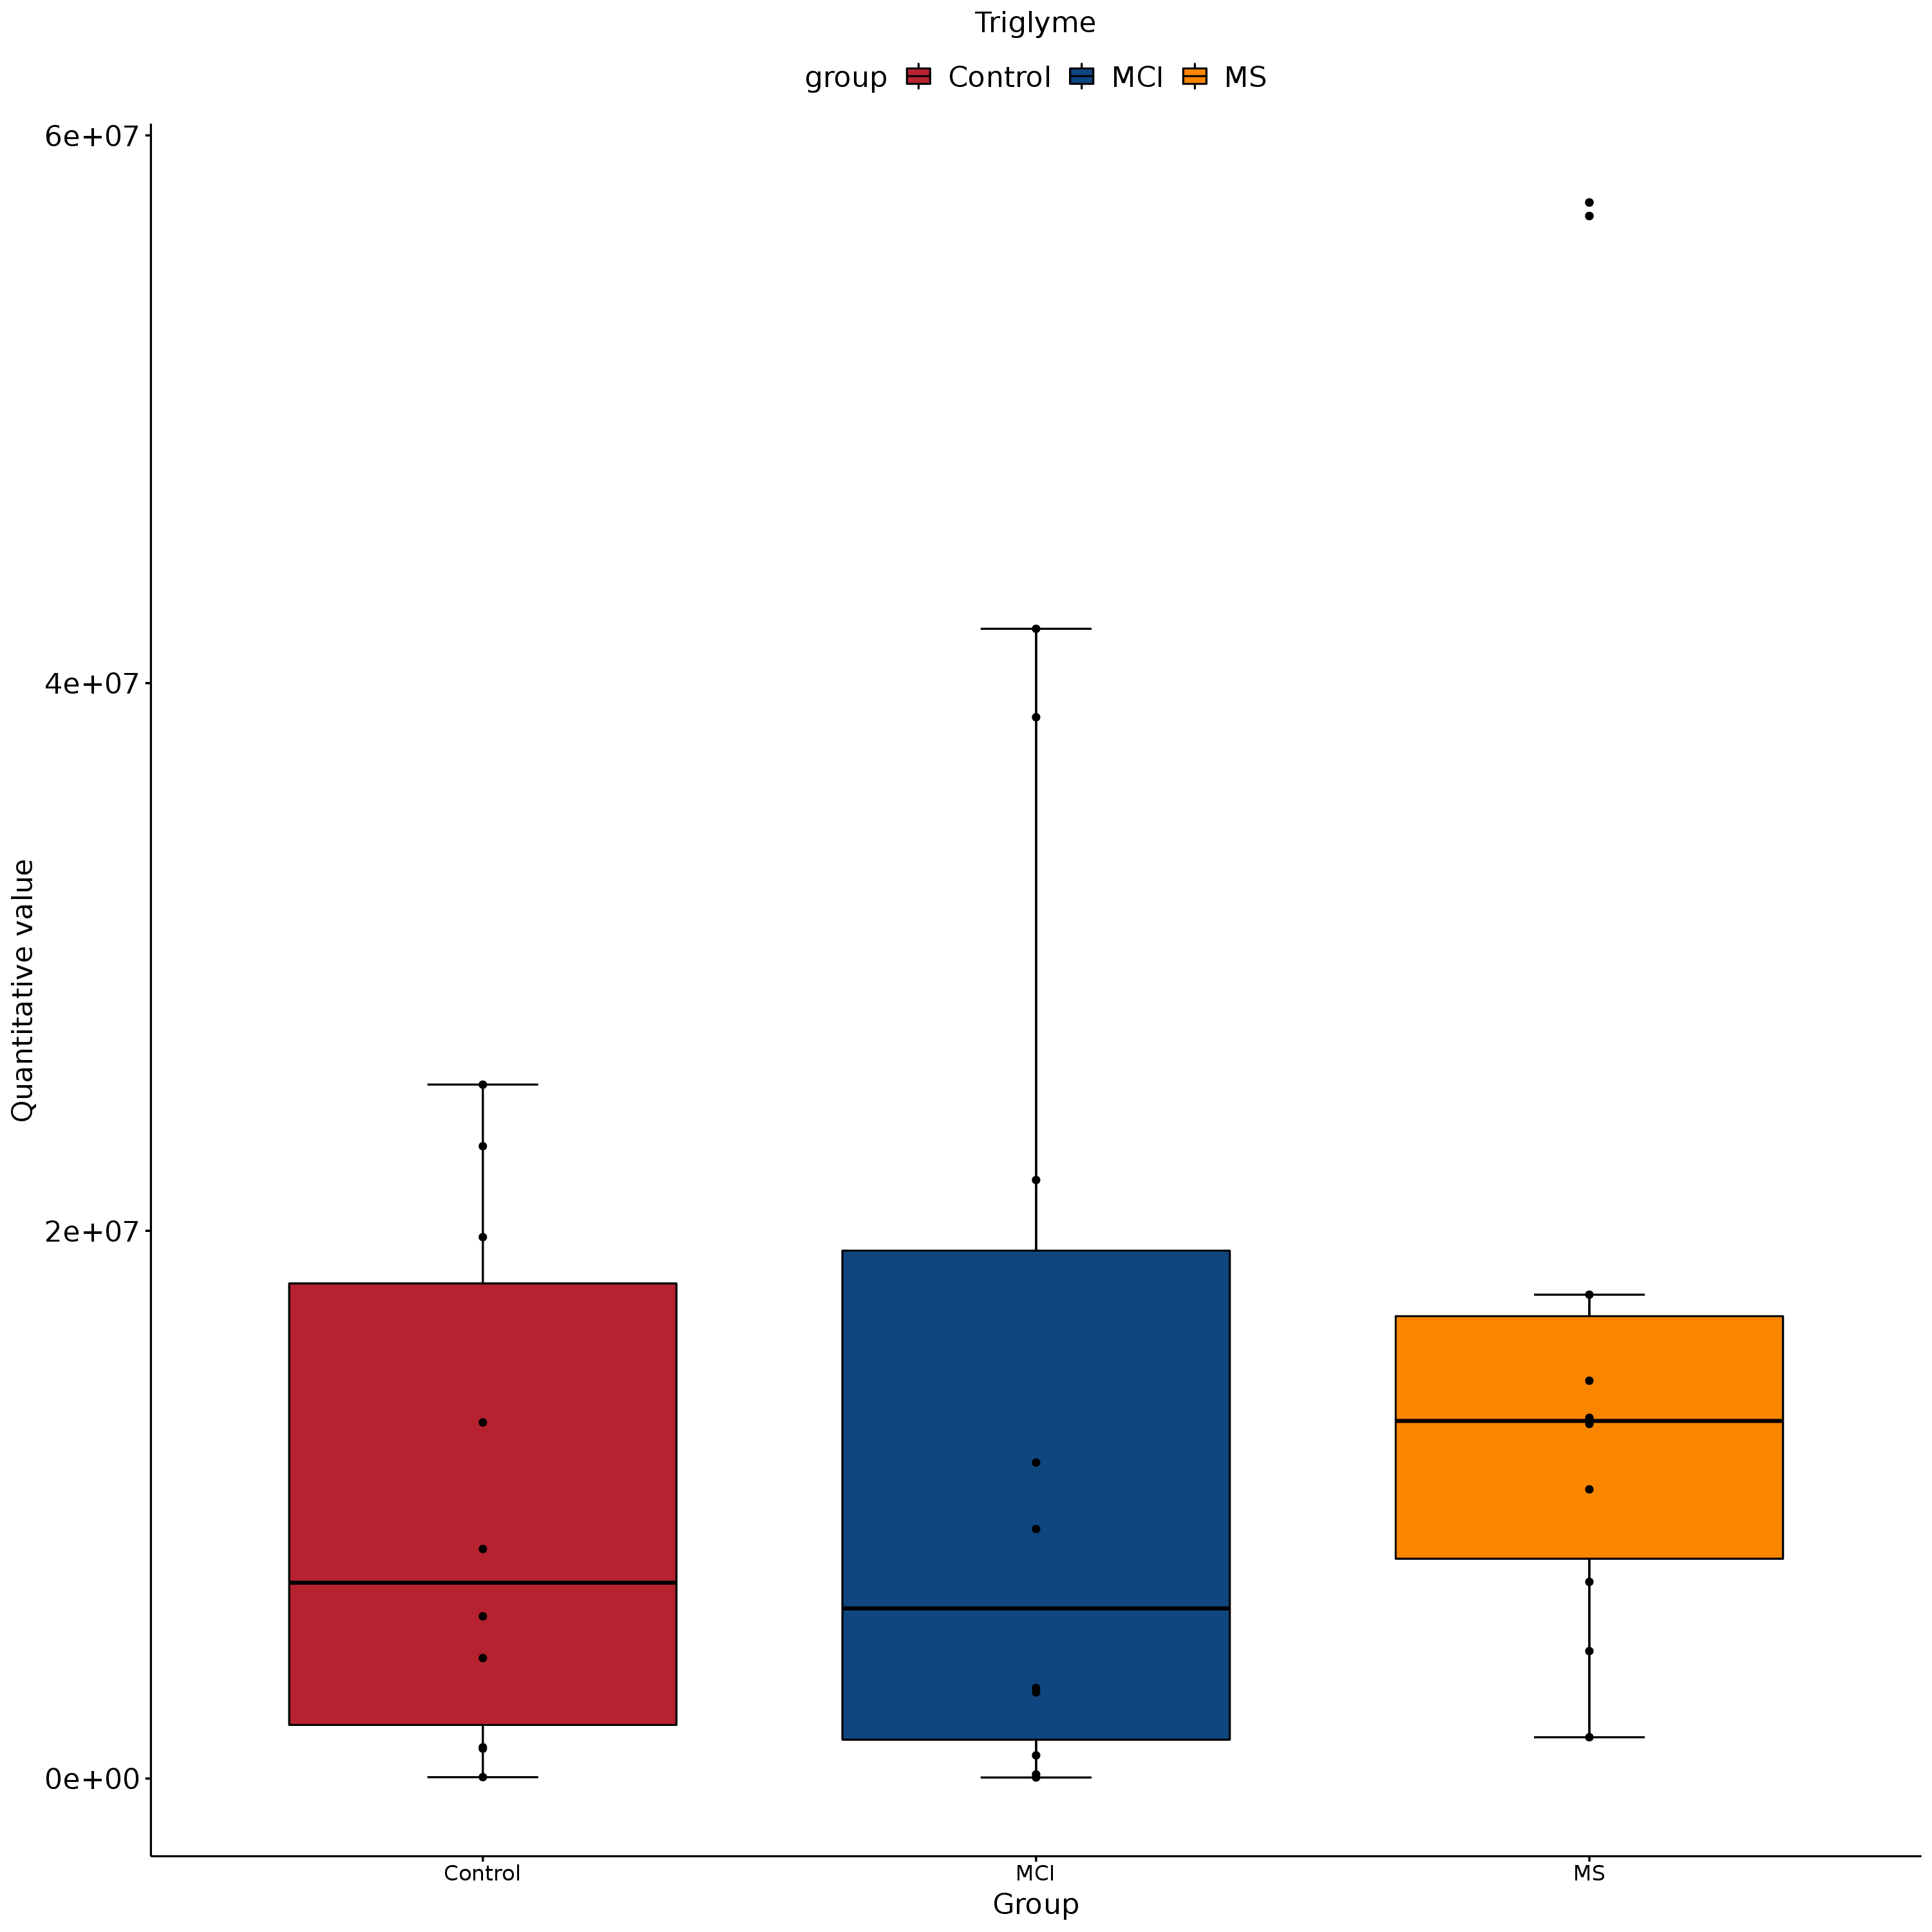 Triglyme
group Control MCI MS
6e+07
4e+07
2e+07
0e+00
Quantitative value
Control MCI MS
Group